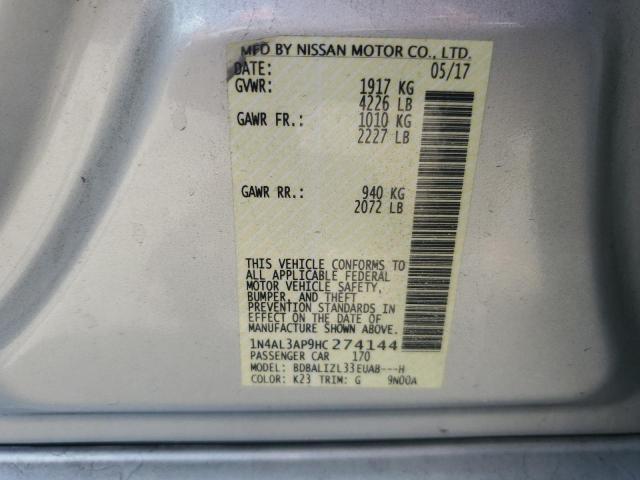 MFD BY NISSAN MOTOR CO., LTD.
DATE: 05/17
GVWR: 1917 KG
4226 LB
GAWR FR.: 1010 KG
2227 LB
GAWR RR.: 940 KG
2072 LB
THIS VEHICLE CONFORMS TO
ALL APPLICABLE FEDERAL
MOTOR VEHICLE SAFETY,
BUMPER, AND THEFT
PREVENTION STANDARDS IN
EFFECT ON THE DATE OF
MANUFACTURE SHOWN ABOVE.
1N4AL3AP9HC274144
PASSENGER CAR 170
MODEL: BDBALIZL33EUA8---H
COLOR: K23 TRIM: G 9N00A